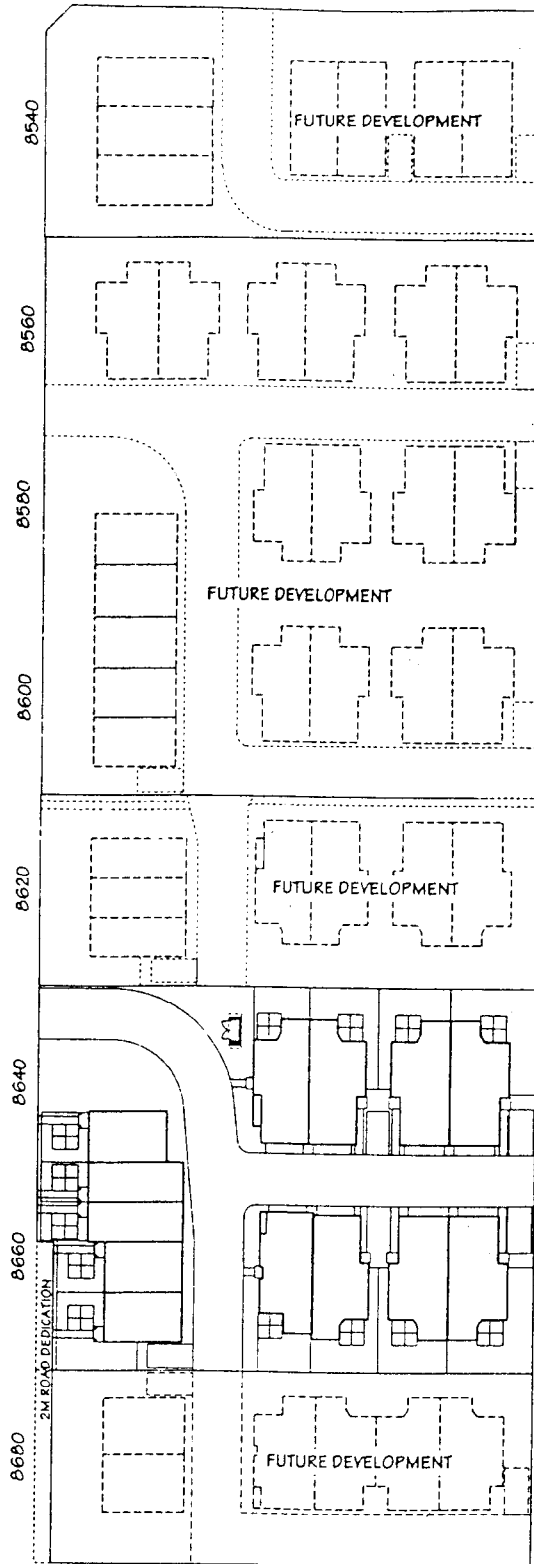 8540
FUTURE DEVELOPMENT
8560
8580
FUTURE DEVELOPMENT
8600
8620
FUTURE DEVELOPMENT
8640
8660
2M ROAD DEDICATION
8680
FUTURE DEVELOPMENT